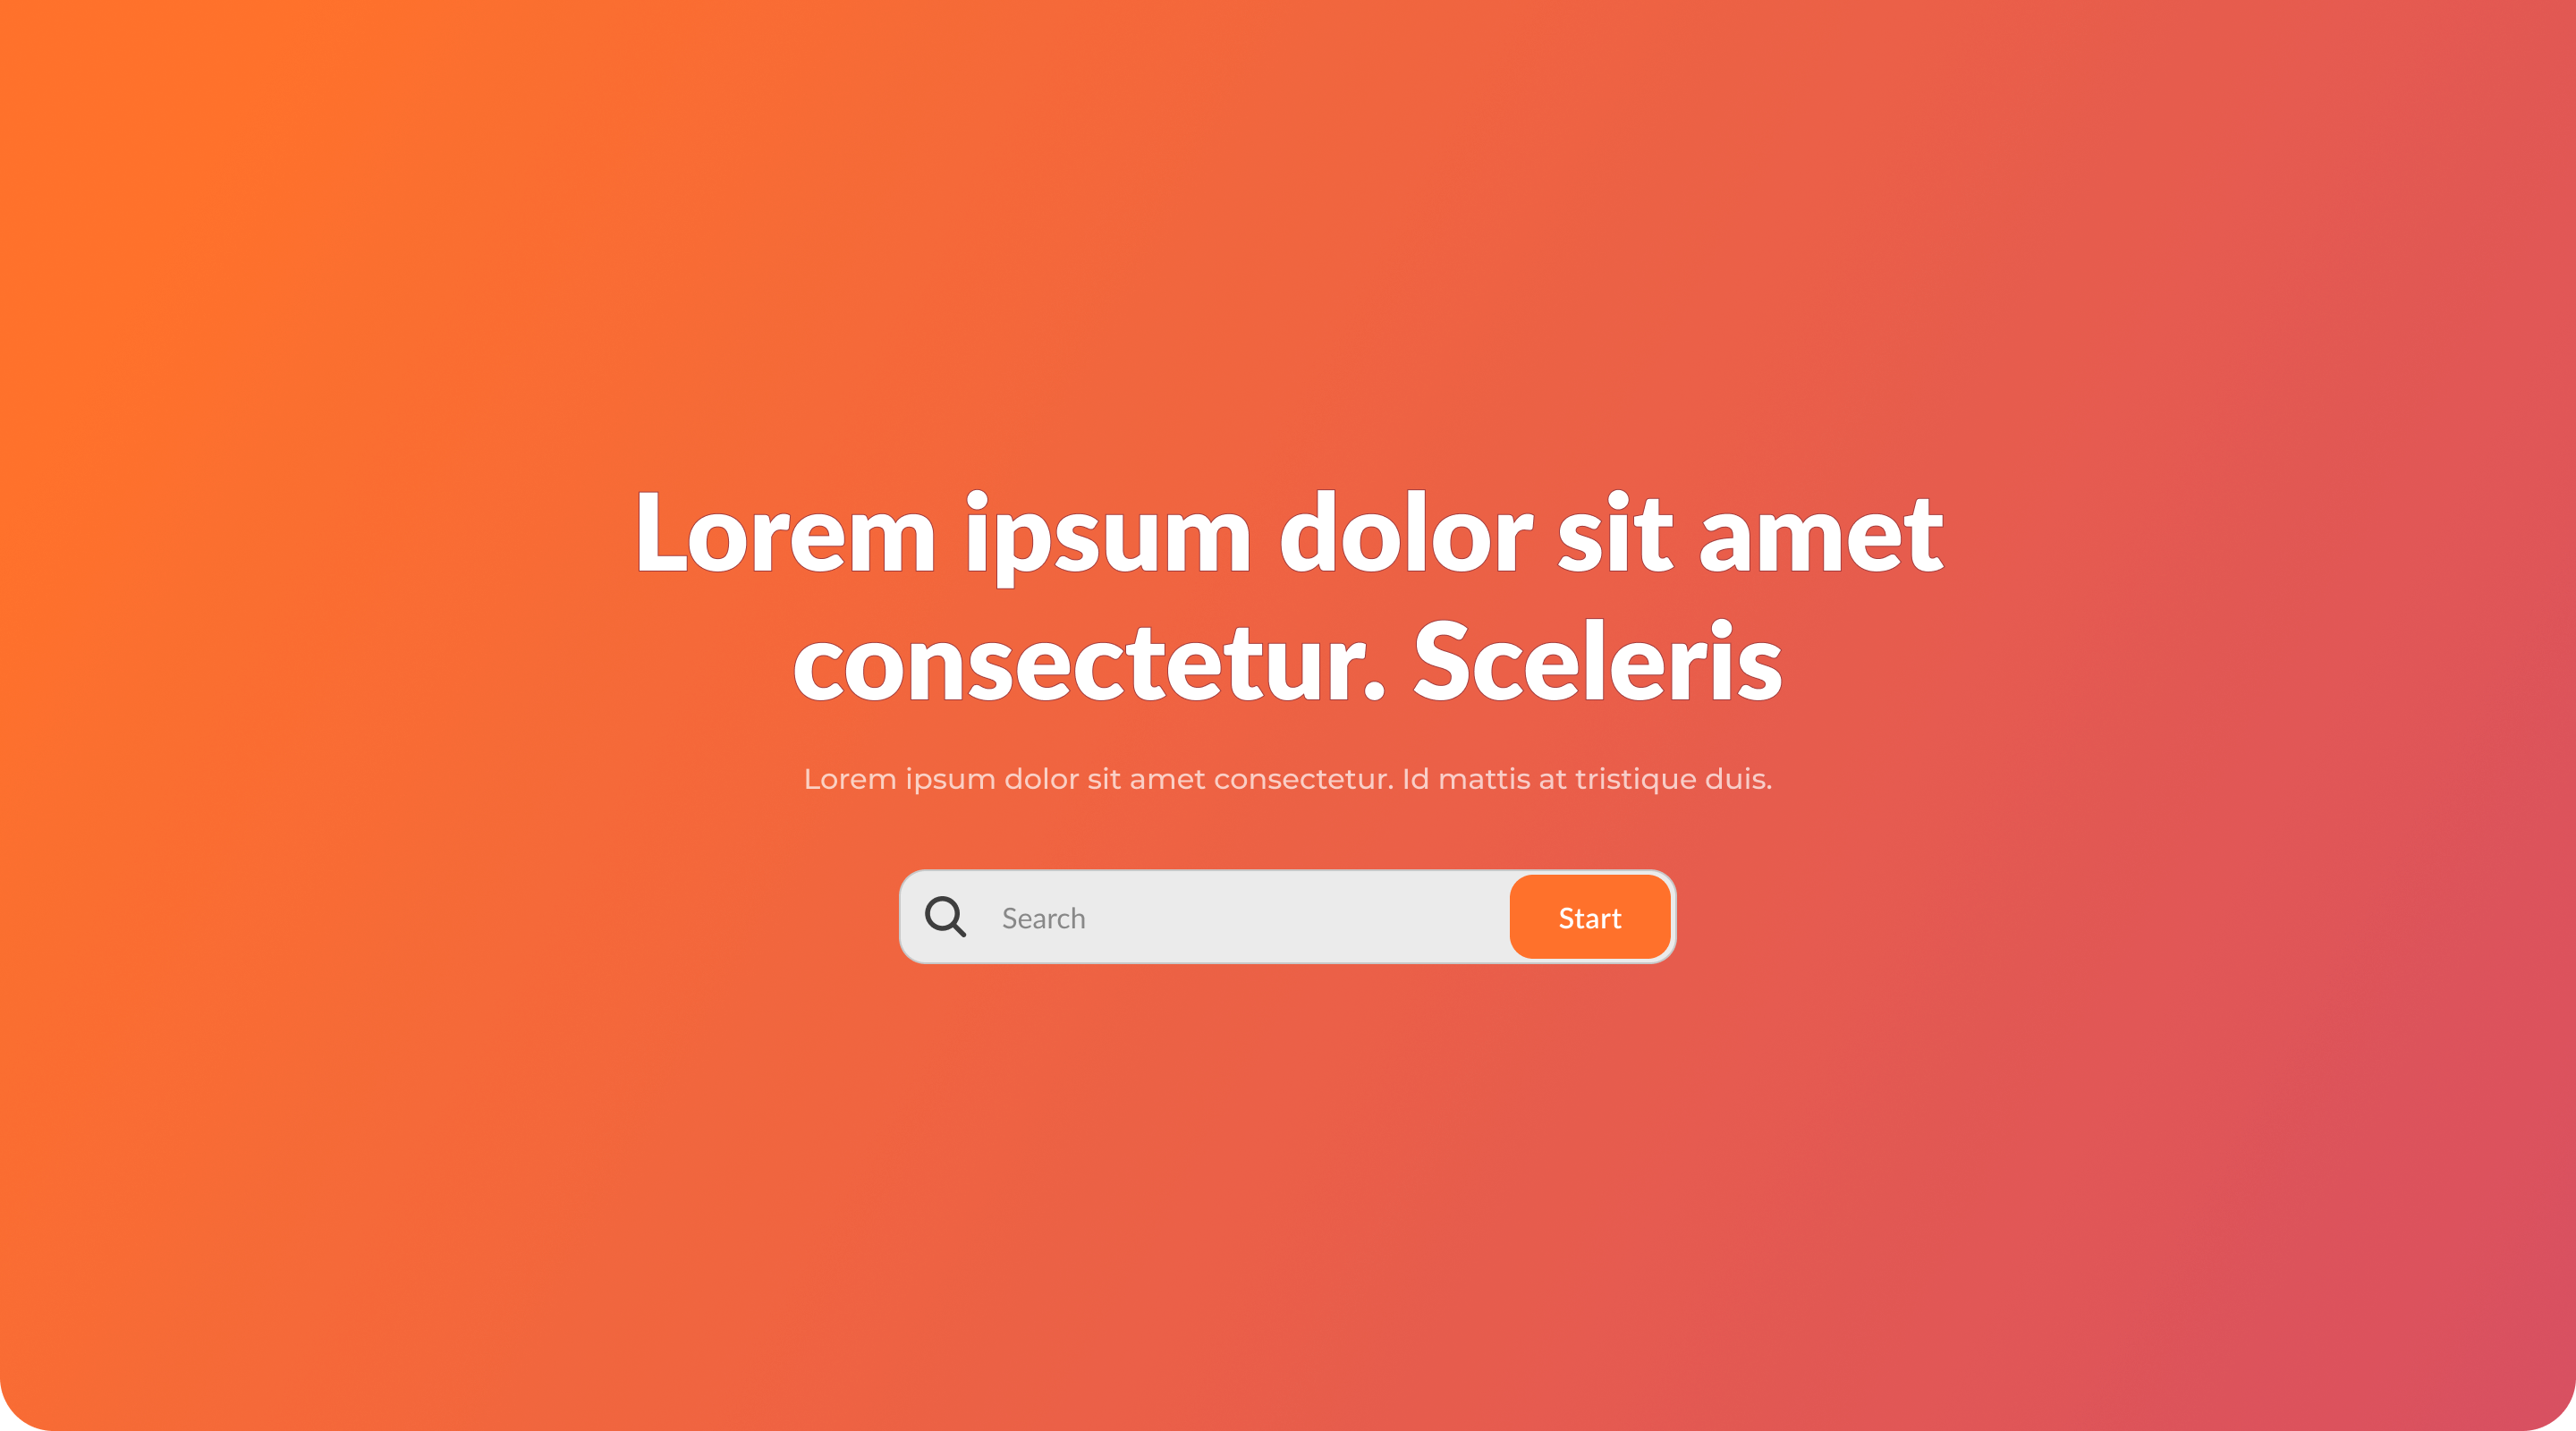 Lorem ipsum dolor sit amet
consectetur. Sceleris
Lorem ipsum dolor sit amet consectetur. Id mattis at tristique duis.
Search
Start